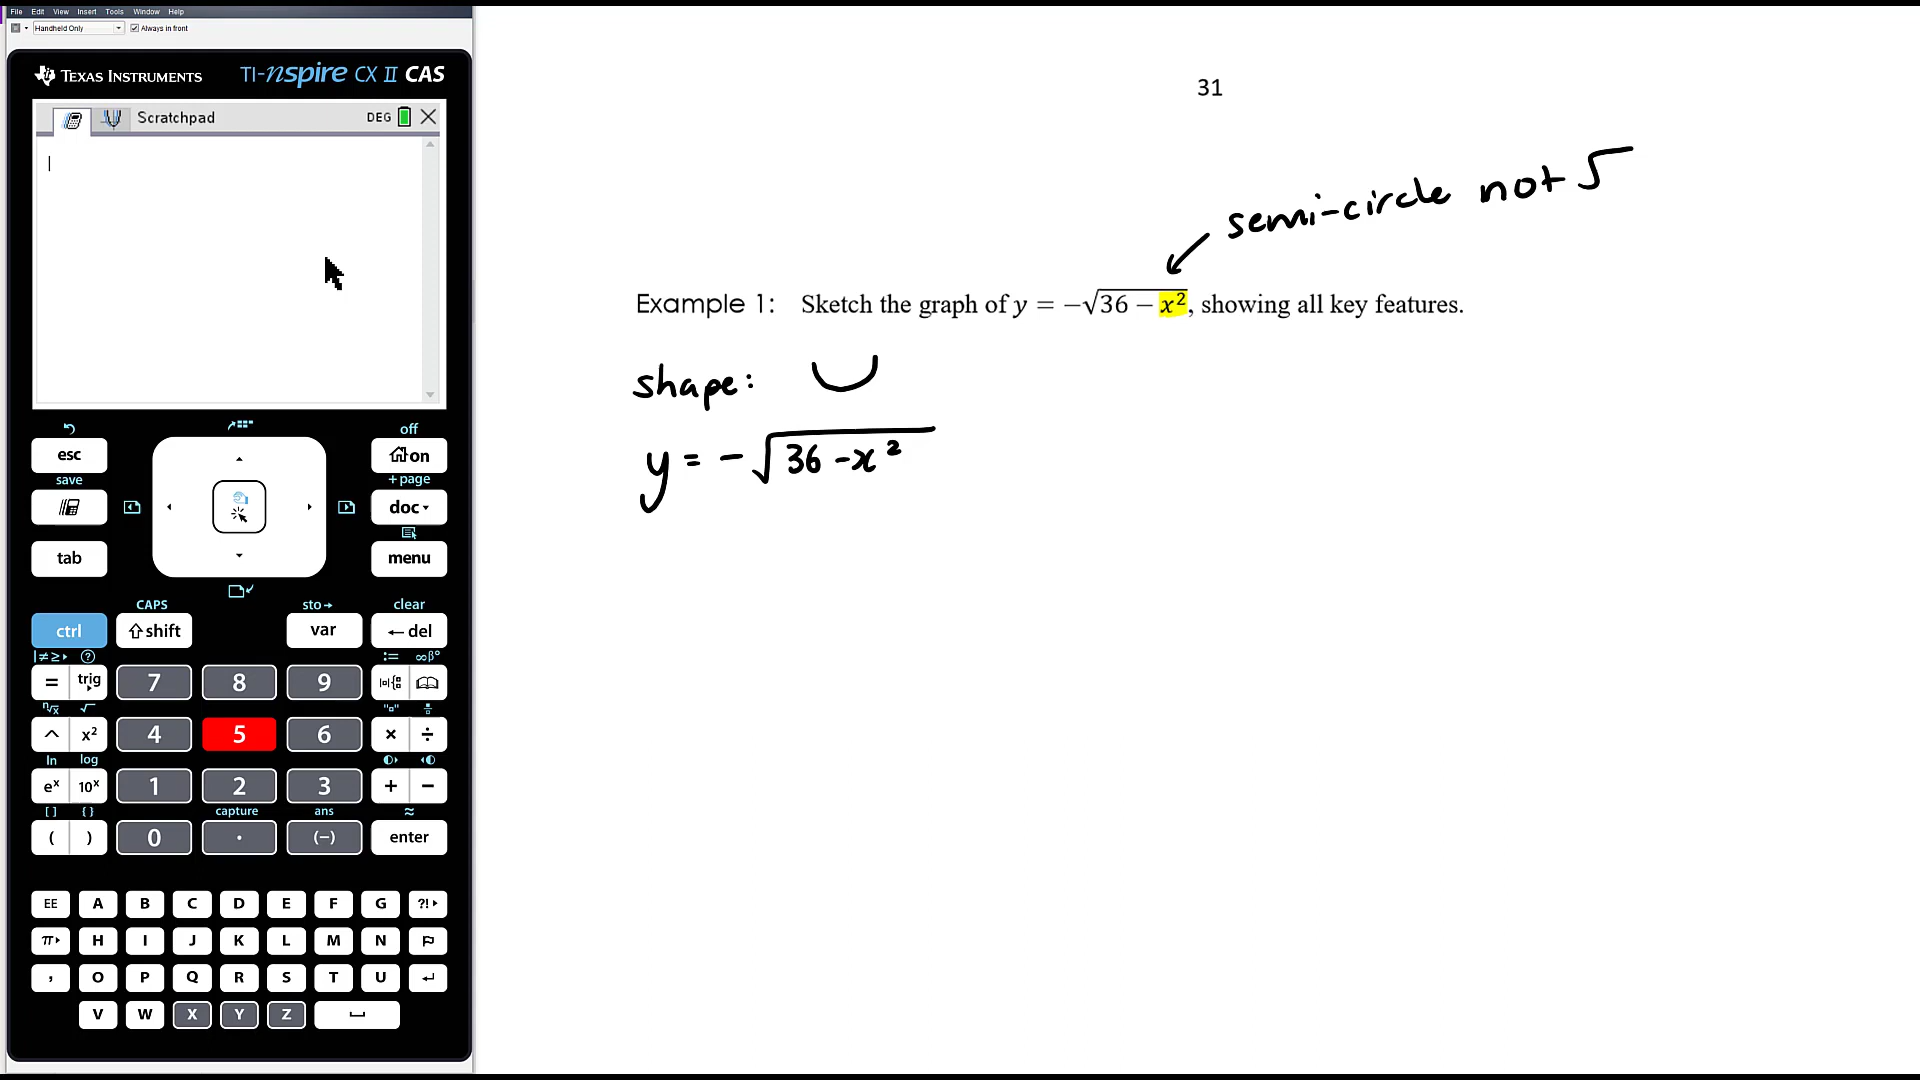 File Edit View Insert Tools Window Help
Handheld Only Always in front
TEXAS INSTRUMENTS TI-nspire CX II CAS
Scratchpad DEG
off
esc on
save + page
doc
tab menu
CAPS sto→ clear
ctrl ⇧shift var ←del
|≠≥▸ ? := ∞β°
= trig 7 8 9
ⁿ√x √
^ x² 4 5 6 × ÷
ln log
eˣ 10ˣ 1 2 3 + −
[ ] { } capture ans ≈
( ) 0 . (−) enter
EE A B C D E F G ?!▸
π▸ H I J K L M N
, O P Q R S T U ↵
V W X Y Z
31
semi-circle not √
Example 1: Sketch the graph of y = −√(36 − x²), showing all key features.
shape:
y = -√(36 -x²)